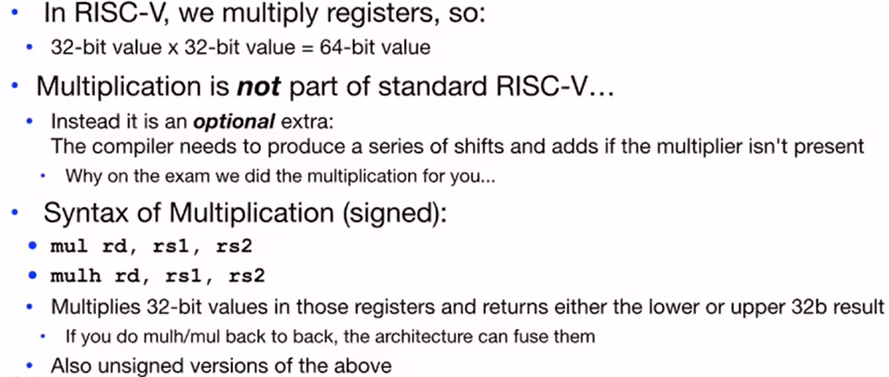 • In RISC-V, we multiply registers, so:
• 32-bit value x 32-bit value = 64-bit value
• Multiplication is not part of standard RISC-V…
• Instead it is an optional extra:
The compiler needs to produce a series of shifts and adds if the multiplier isn't present
• Why on the exam we did the multiplication for you...
• Syntax of Multiplication (signed):
• mul rd, rs1, rs2
• mulh rd, rs1, rs2
• Multiplies 32-bit values in those registers and returns either the lower or upper 32b result
• If you do mulh/mul back to back, the architecture can fuse them
• Also unsigned versions of the above